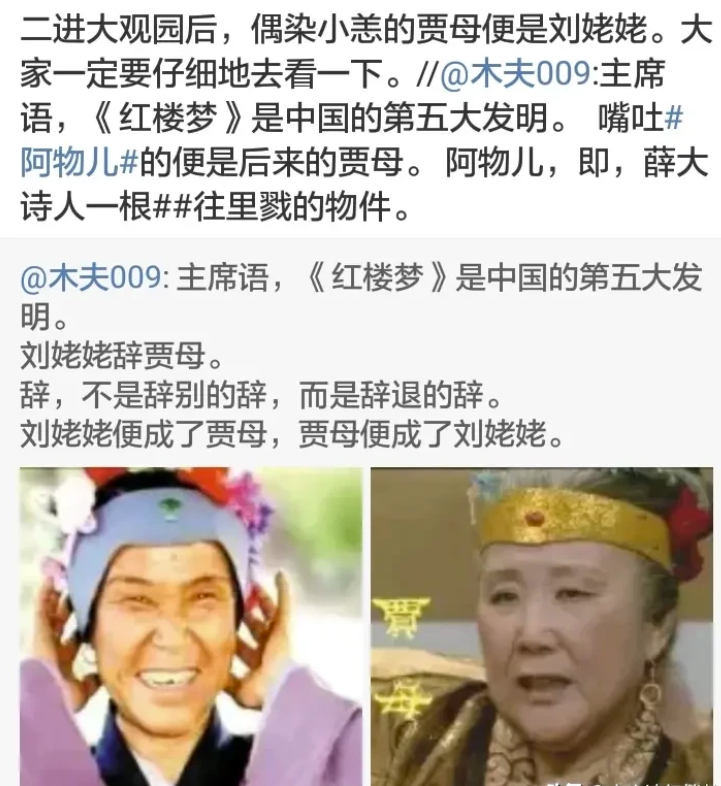 二进大观园后，偶染小恙的贾母便是刘姥姥。大
家一定要仔细地去看一下。//@木夫009:主席
语，《红楼梦》是中国的第五大发明。 嘴吐#
阿物儿#的便是后来的贾母。 阿物儿，即，薛大
诗人一根##往里戳的物件。
@木夫009: 主席语，《红楼梦》是中国的第五大发
明。
刘姥姥辞贾母。
辞，不是辞别的辞，而是辞退的辞。
刘姥姥便成了贾母，贾母便成了刘姥姥。
賈
母